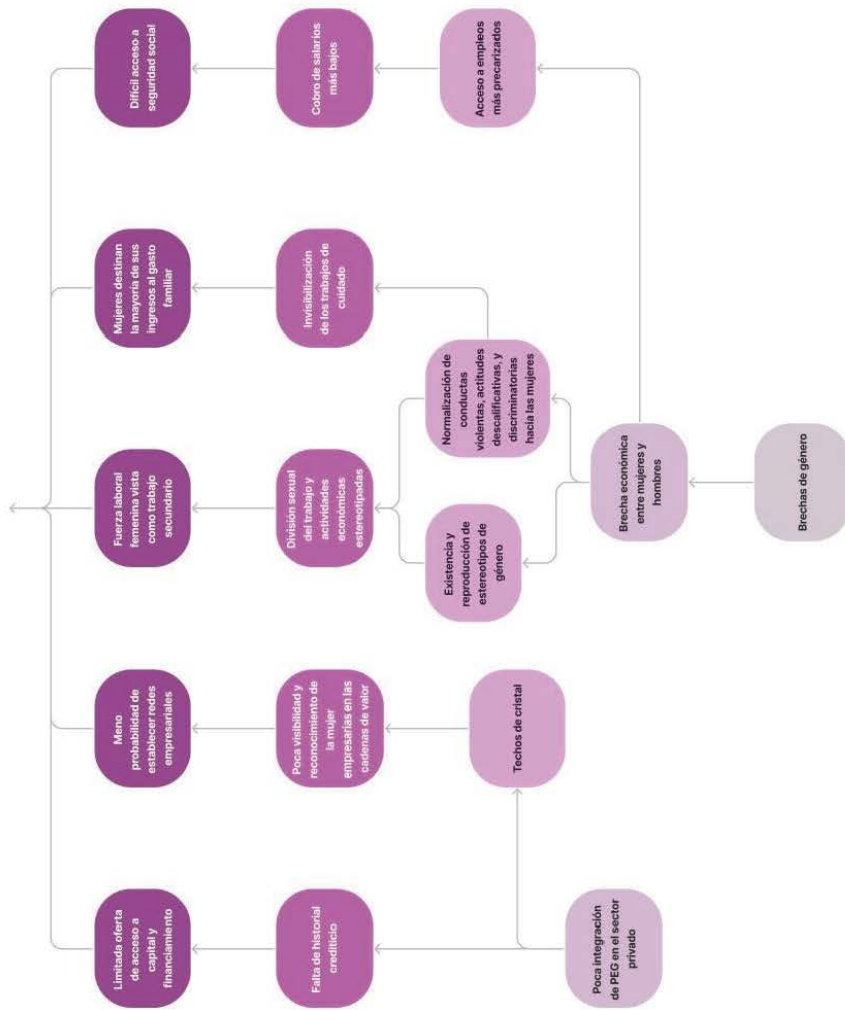 Limitada oferta
de acceso a
capital y
financiamiento
Meno
probabilidad de
establecer redes
empresariales
Fuerza laboral
femenina vista
como trabajo
secundario
Mujeres destinan
la mayoría de sus
ingresos al gasto
familiar
Difícil acceso a
seguridad social
Falta de historial
crediticio
Poca visibilidad y
reconocimiento de
la mujer
empresarias en las
cadenas de valor
División sexual
del trabajo y
actividades
económicas
estereotipadas
Invisibilización
de los trabajos de
cuidado
Cobro de salarios
más bajos
Techos de cristal
Existencia y
reproducción de
estereotipos de
género
Normalización de
conductas
violentas, actitudes
descalificativas, y
discriminatorias
hacia las mujeres
Acceso a empleos
más precarizados
Poca integración
de PEG en el sector
privado
Brecha económica
entre mujeres y
hombres
Brechas de género